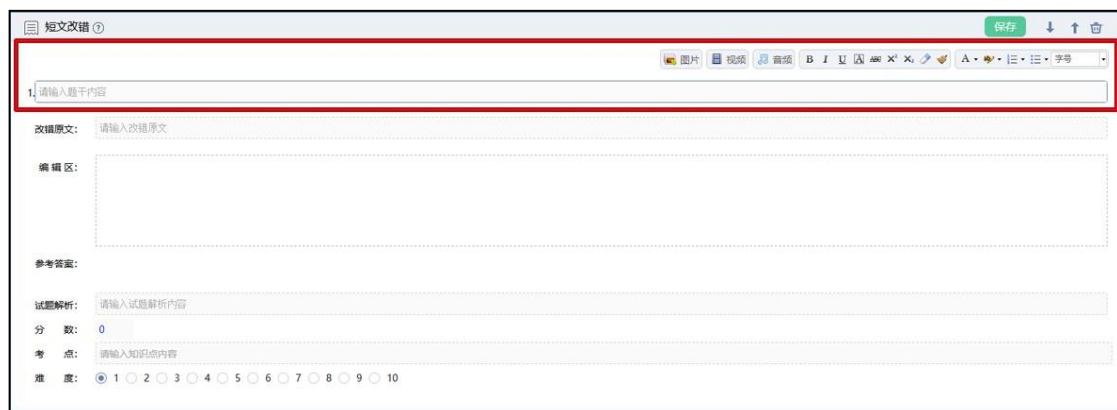 短文改错 ? 保存
图片 视频 音频 B I U A ABC X² X₂ A 字号
1. 请输入题干内容
改错原文： 请输入改错原文
编 辑 区：
参考答案：
试题解析： 请输入试题解析内容
分 数： 0
考 点： 请输入知识点内容
难 度： 1 2 3 4 5 6 7 8 9 10